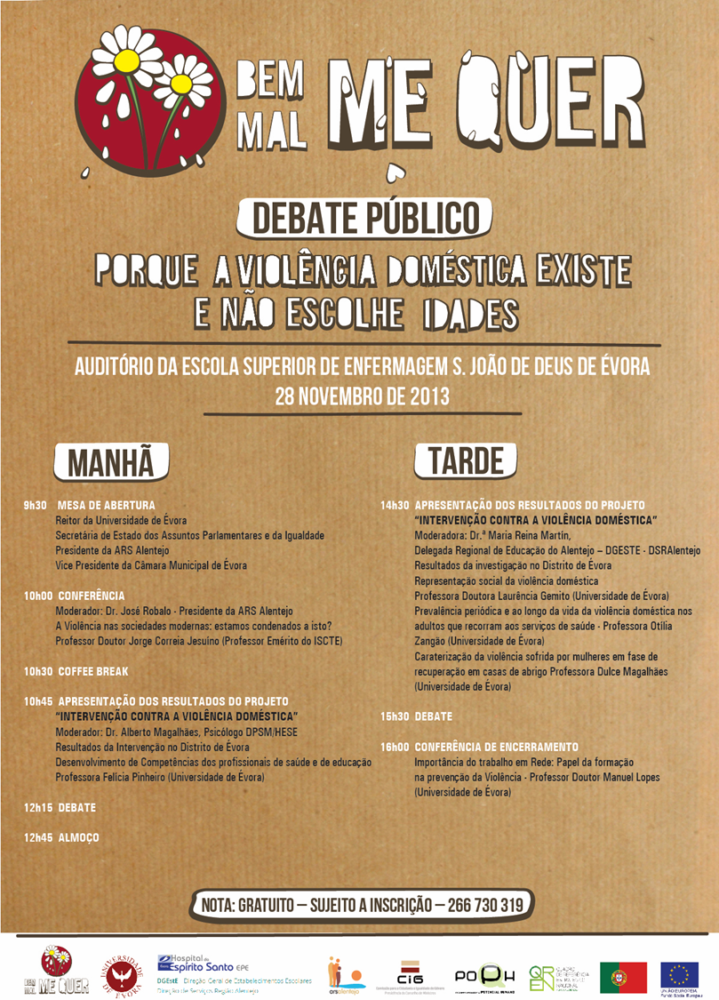 BEM
MAL
ME QUER
DEBATE PÚBLICO
PORQUE A VIOLÊNCIA DOMÉSTICA EXISTE
E NÃO ESCOLHE IDADES
AUDITÓRIO DA ESCOLA SUPERIOR DE ENFERMAGEM S. JOÃO DE DEUS DE ÉVORA
28 NOVEMBRO DE 2013
MANHÃ
9h30 MESA DE ABERTURA
Reitor da Universidade de Évora
Secretária de Estado dos Assuntos Parlamentares e da Igualdade
Presidente da ARS Alentejo
Vice Presidente da Câmara Municipal de Évora
10h00 CONFERÊNCIA
Moderador: Dr. José Robalo - Presidente da ARS Alentejo
A Violência nas sociedades modernas: estamos condenados a isto?
Professor Doutor Jorge Correia Jesuíno (Professor Emérito do ISCTE)
10h30 COFFEE BREAK
10h45 APRESENTAÇÃO DOS RESULTADOS DO PROJETO
“INTERVENÇÃO CONTRA A VIOLÊNCIA DOMÉSTICA”
Moderador: Dr. Alberto Magalhães, Psicólogo DPSM/HESE
Resultados da Intervenção no Distrito de Évora
Desenvolvimento de Competências dos profissionais de saúde e de educação
Professora Felícia Pinheiro (Universidade de Évora)
12h15 DEBATE
12h45 ALMOÇO
TARDE
14h30 APRESENTAÇÃO DOS RESULTADOS DO PROJETO
“INTERVENÇÃO CONTRA A VIOLÊNCIA DOMÉSTICA”
Moderadora: Dr.ª Maria Reina Martin,
Delegada Regional de Educação do Alentejo – DGESTE - DSRAlentejo
Resultados da investigação no Distrito de Évora
Representação social da violência doméstica
Professora Doutora Laurência Gemito (Universidade de Évora)
Prevalência periódica e ao longo da vida da violência doméstica nos
adultos que recorram aos serviços de saúde - Professora Otília
Zangão (Universidade de Évora)
Caraterização da violência sofrida por mulheres em fase de
recuperação em casas de abrigo Professora Dulce Magalhães
(Universidade de Évora)
15h30 DEBATE
16h00 CONFERÊNCIA DE ENCERRAMENTO
Importância do trabalho em Rede: Papel da formação
na prevenção da Violência - Professor Doutor Manuel Lopes
(Universidade de Évora)
NOTA: GRATUITO – SUJEITO A INSCRIÇÃO – 266 730 319
BEM
MAL
ME QUER
UNIVERSIDADE
DE ÉVORA
Hospital do
Espírito Santo EPE
DGEstE Direção Geral de Estabelecimentos Escolares
Direção de Serviços Região Alentejo
arsalentejo
CIG
POPH
QREN
QUADRO
DE REFERÊNCIA
ESTRATÉGICO
NACIONAL
UNIÃO EUROPEIA
Fundo Social Europeu